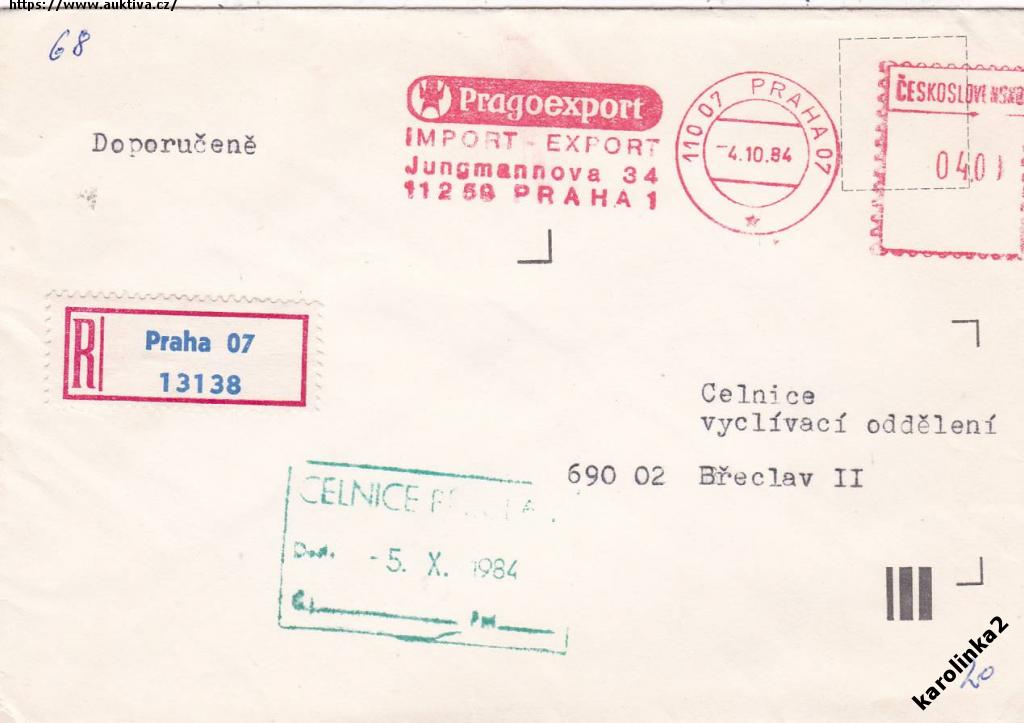 https://www.auktiva.cz/
68
Doporučeně
Pragoexport
IMPORT - EXPORT
Jungmannova 34
112 59 PRAHA 1
110 07 PRAHA 07
-4.10.84
ČESKOSLOVENSKO
040
R
Praha 07
13138
Celnice
vyclívací oddělení
690 02 Břeclav II
CELNICE
Doš.
-5. X. 1984
20
karolinka2